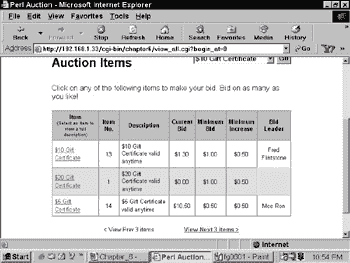 Perl Auction - Microsoft Internet Explorer
File Edit View Favorites Tools Help
Back Forward Stop Refresh Home Search Favorites Media History
Address http://192.168.1.33/cgi-bin/chapter6/view_all.cgi?begin_at=0 Go
Auction Items
$10 Gift Certificate
Click on any of the following items to make your bid. Bid on as many as
you like!
Item (Select an item to view a full description) Item No. Description Current Bid Minimum Bid Minimum Increase Bid Leader
$10 Gift Certificate 13 $10 Gift Certificate valid anytime $1.30 $1.00 $0.50 Fred Flintstone
$20 Gift Certificate 1 $20 Gift Certificate valid anytime $0.00 $1.00 $0.50
$5 Gift Certificate 14 $5 Gift Certificate valid anytime $10.50 $0.50 $0.50 Moe Ron
< View Prev 3 items View Next 3 items >
Internet
Start Chapter_6 - Perl Auction - fg0601 - Paint 10:54 PM